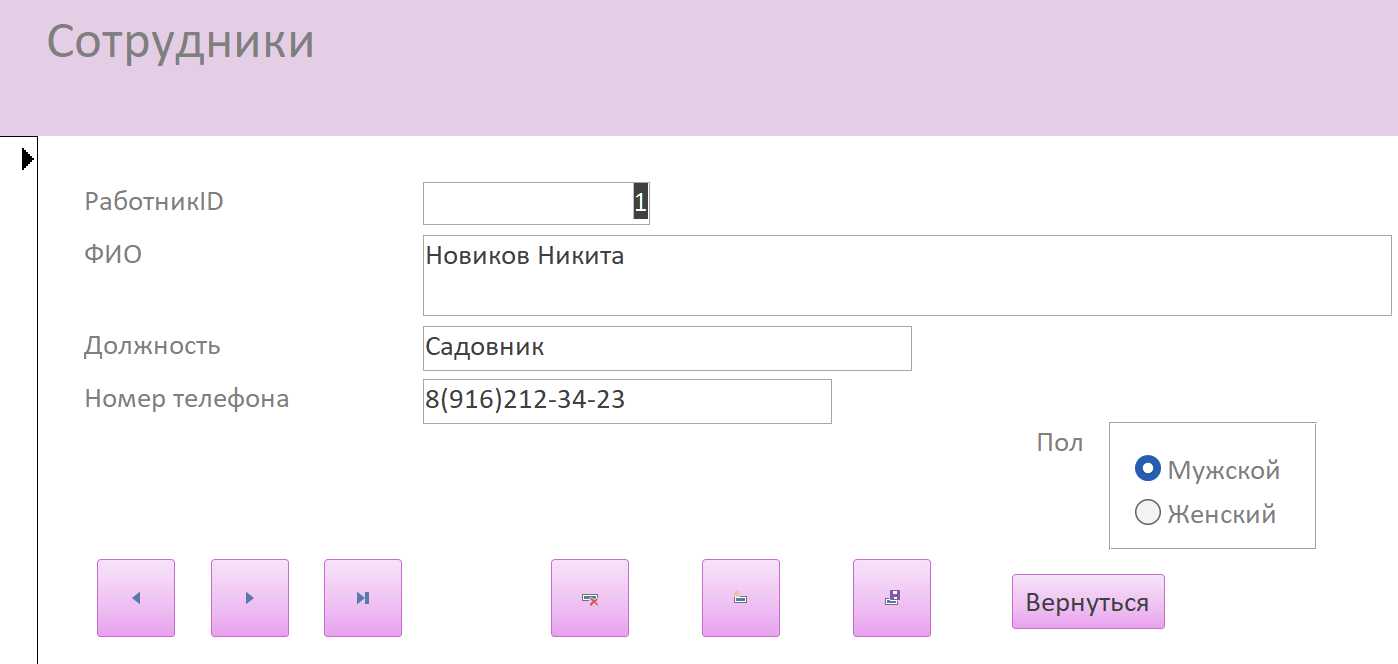 Сотрудники
РаботникID 1
ФИО Новиков Никита
Должность Садовник
Номер телефона 8(916)212-34-23
Пол
Мужской
Женский
Вернуться